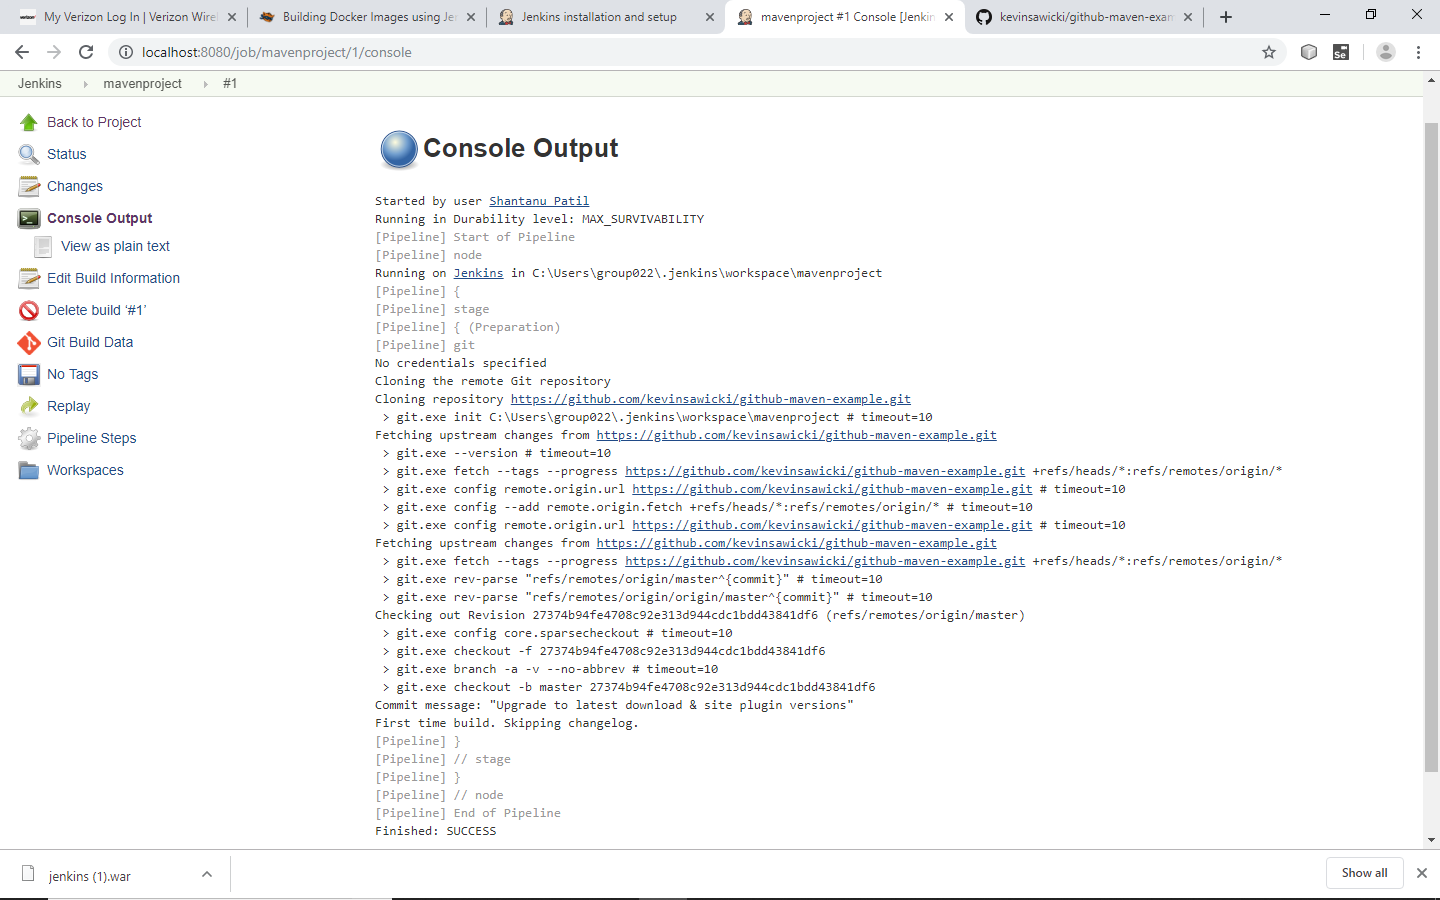 My Verizon Log In | Verizon Wire
Building Docker Images using Je
Jenkins installation and setup
mavenproject #1 Console [Jenkin
kevinsawicki/github-maven-exam
localhost:8080/job/mavenproject/1/console
Se
Jenkins
mavenproject
#1
Back to Project
Status
Changes
Console Output
View as plain text
Edit Build Information
Delete build ‘#1’
Git Build Data
No Tags
Replay
Pipeline Steps
Workspaces
Console Output
Started by user Shantanu Patil
Running in Durability level: MAX_SURVIVABILITY
[Pipeline] Start of Pipeline
[Pipeline] node
Running on Jenkins in C:\Users\group022\.jenkins\workspace\mavenproject
[Pipeline] {
[Pipeline] stage
[Pipeline] { (Preparation)
[Pipeline] git
No credentials specified
Cloning the remote Git repository
Cloning repository https://github.com/kevinsawicki/github-maven-example.git
> git.exe init C:\Users\group022\.jenkins\workspace\mavenproject # timeout=10
Fetching upstream changes from https://github.com/kevinsawicki/github-maven-example.git
> git.exe --version # timeout=10
> git.exe fetch --tags --progress https://github.com/kevinsawicki/github-maven-example.git +refs/heads/*:refs/remotes/origin/*
> git.exe config remote.origin.url https://github.com/kevinsawicki/github-maven-example.git # timeout=10
> git.exe config --add remote.origin.fetch +refs/heads/*:refs/remotes/origin/* # timeout=10
> git.exe config remote.origin.url https://github.com/kevinsawicki/github-maven-example.git # timeout=10
Fetching upstream changes from https://github.com/kevinsawicki/github-maven-example.git
> git.exe fetch --tags --progress https://github.com/kevinsawicki/github-maven-example.git +refs/heads/*:refs/remotes/origin/*
> git.exe rev-parse "refs/remotes/origin/master^{commit}" # timeout=10
> git.exe rev-parse "refs/remotes/origin/origin/master^{commit}" # timeout=10
Checking out Revision 27374b94fe4708c92e313d944cdc1bdd43841df6 (refs/remotes/origin/master)
> git.exe config core.sparsecheckout # timeout=10
> git.exe checkout -f 27374b94fe4708c92e313d944cdc1bdd43841df6
> git.exe branch -a -v --no-abbrev # timeout=10
> git.exe checkout -b master 27374b94fe4708c92e313d944cdc1bdd43841df6
Commit message: "Upgrade to latest download & site plugin versions"
First time build. Skipping changelog.
[Pipeline] }
[Pipeline] // stage
[Pipeline] }
[Pipeline] // node
[Pipeline] End of Pipeline
Finished: SUCCESS
jenkins (1).war
Show all